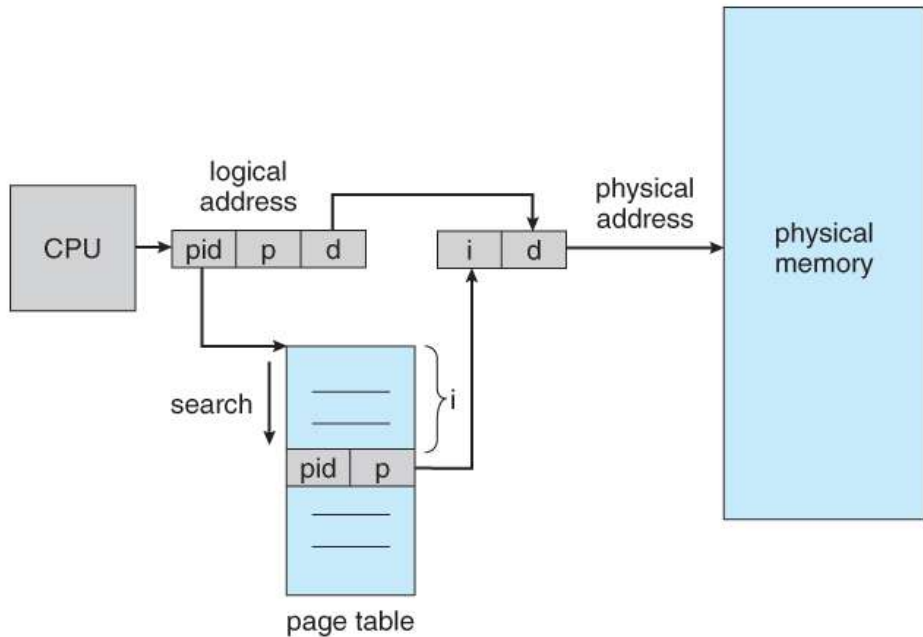 logical
address
physical
address
CPU
pid p d
i d
physical
memory
search
i
pid p
page table